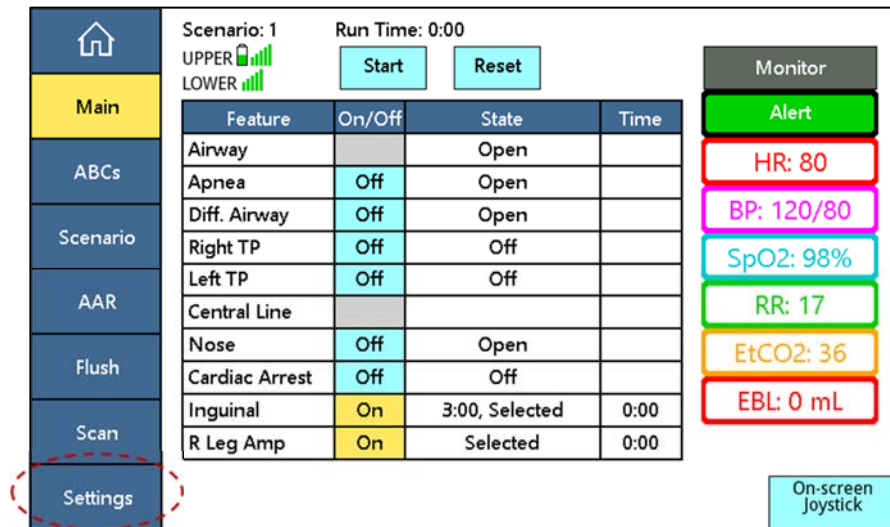 Scenario: 1 Run Time: 0:00
UPPER
LOWER
Start Reset
Main
ABCs
Scenario
AAR
Flush
Scan
Settings
Feature On/Off State Time
Airway Open
Apnea Off Open
Diff. Airway Off Open
Right TP Off Off
Left TP Off Off
Central Line
Nose Off Open
Cardiac Arrest Off Off
Inguinal On 3:00, Selected 0:00
R Leg Amp On Selected 0:00
Monitor
Alert
HR: 80
BP: 120/80
SpO2: 98%
RR: 17
EtCO2: 36
EBL: 0 mL
On-screen
Joystick